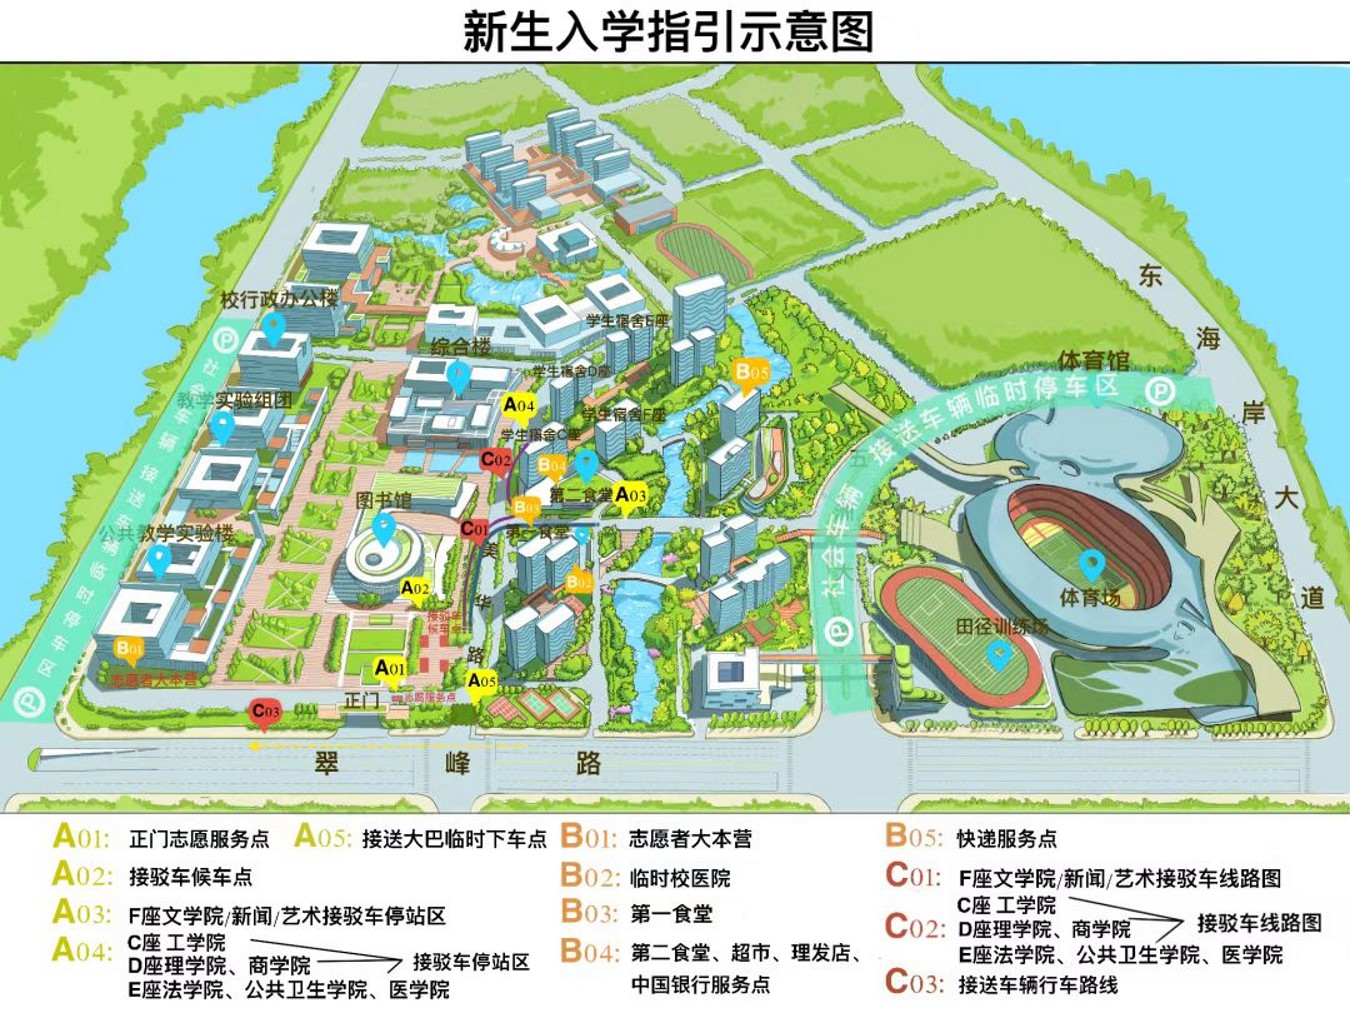 新生入学指引示意图
东
海
岸
大
道
校行政办公楼
综合楼
学生宿舍E座
体育馆
学生宿舍D座
B05
教学实验组团
A04
学生宿舍F座
学生宿舍C座
C02
B04
图书馆
第二食堂
A03
B03
C01
第一食堂
公共教学实验楼
美
华
路
A02
B02
接驳车
候车点
体育场
田径训练场
B01
志愿者大本营
A01
A05
正门
志愿服务点
C03
社会车辆接送车辆临时停车区
P
P
社会车辆接送车辆临时停车区
P
P
翠 峰 路
A01: 正门志愿服务点
A05: 接送大巴临时下车点
A02: 接驳车候车点
A03: F座文学院/新闻/艺术接驳车停站区
A04: C座 工学院
D座理学院、商学院
E座法学院、公共卫生学院、医学院
接驳车停站区
B01: 志愿者大本营
B02: 临时校医院
B03: 第一食堂
B04: 第二食堂、超市、理发店、
中国银行服务点
B05: 快递服务点
C01: F座文学院/新闻/艺术接驳车线路图
C02: C座 工学院
D座理学院、商学院
E座法学院、公共卫生学院、医学院
接驳车线路图
C03: 接送车辆行车路线